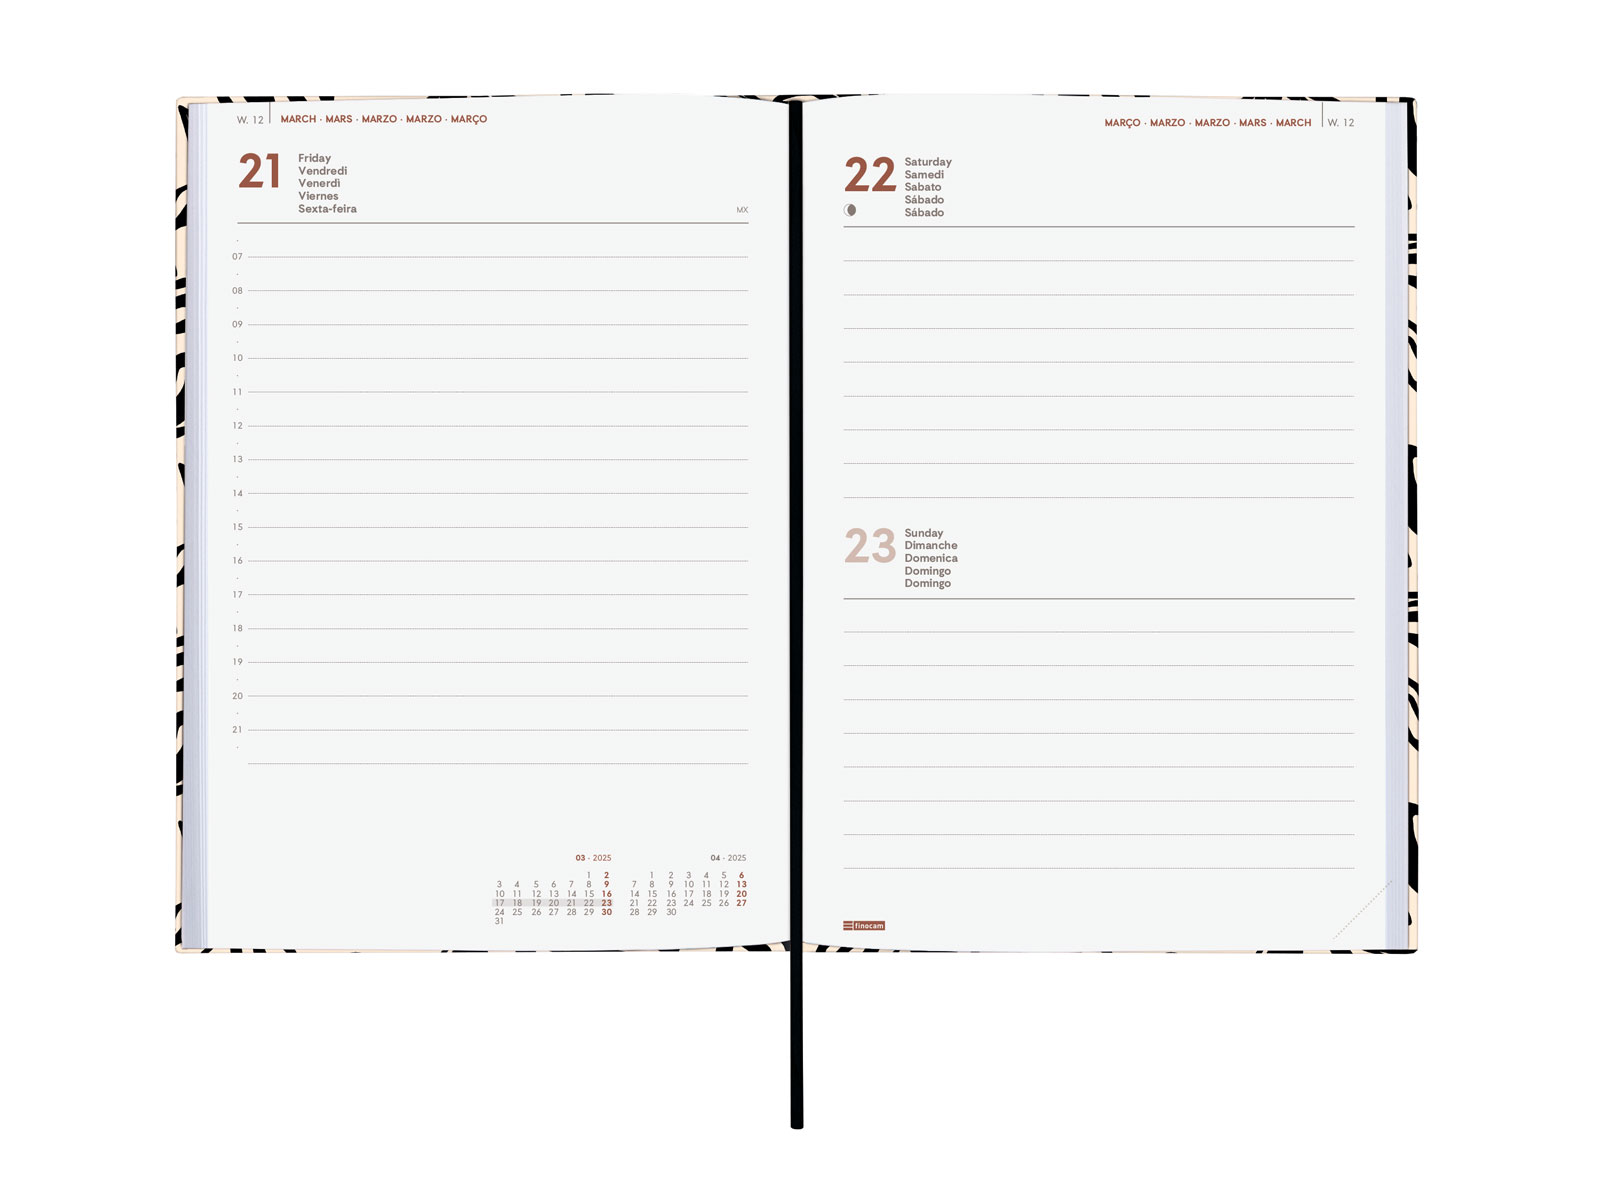 W. 12 MARCH · MARS · MARZO · MARZO · MARÇO
21
Friday
Vendredi
Venerdì
Viernes
Sexta-feira
MX
07
08
09
10
11
12
13
14
15
16
17
18
19
20
21
03 - 2025
1 2
3 4 5 6 7 8 9
10 11 12 13 14 15 16
17 18 19 20 21 22 23
24 25 26 27 28 29 30
31
04 - 2025
1 2 3 4 5 6
7 8 9 10 11 12 13
14 15 16 17 18 19 20
21 22 23 24 25 26 27
28 29 30
MARÇO · MARZO · MARZO · MARS · MARCH W. 12
22
Saturday
Samedi
Sabato
Sábado
Sábado
23
Sunday
Dimanche
Domenica
Domingo
Domingo
finocam